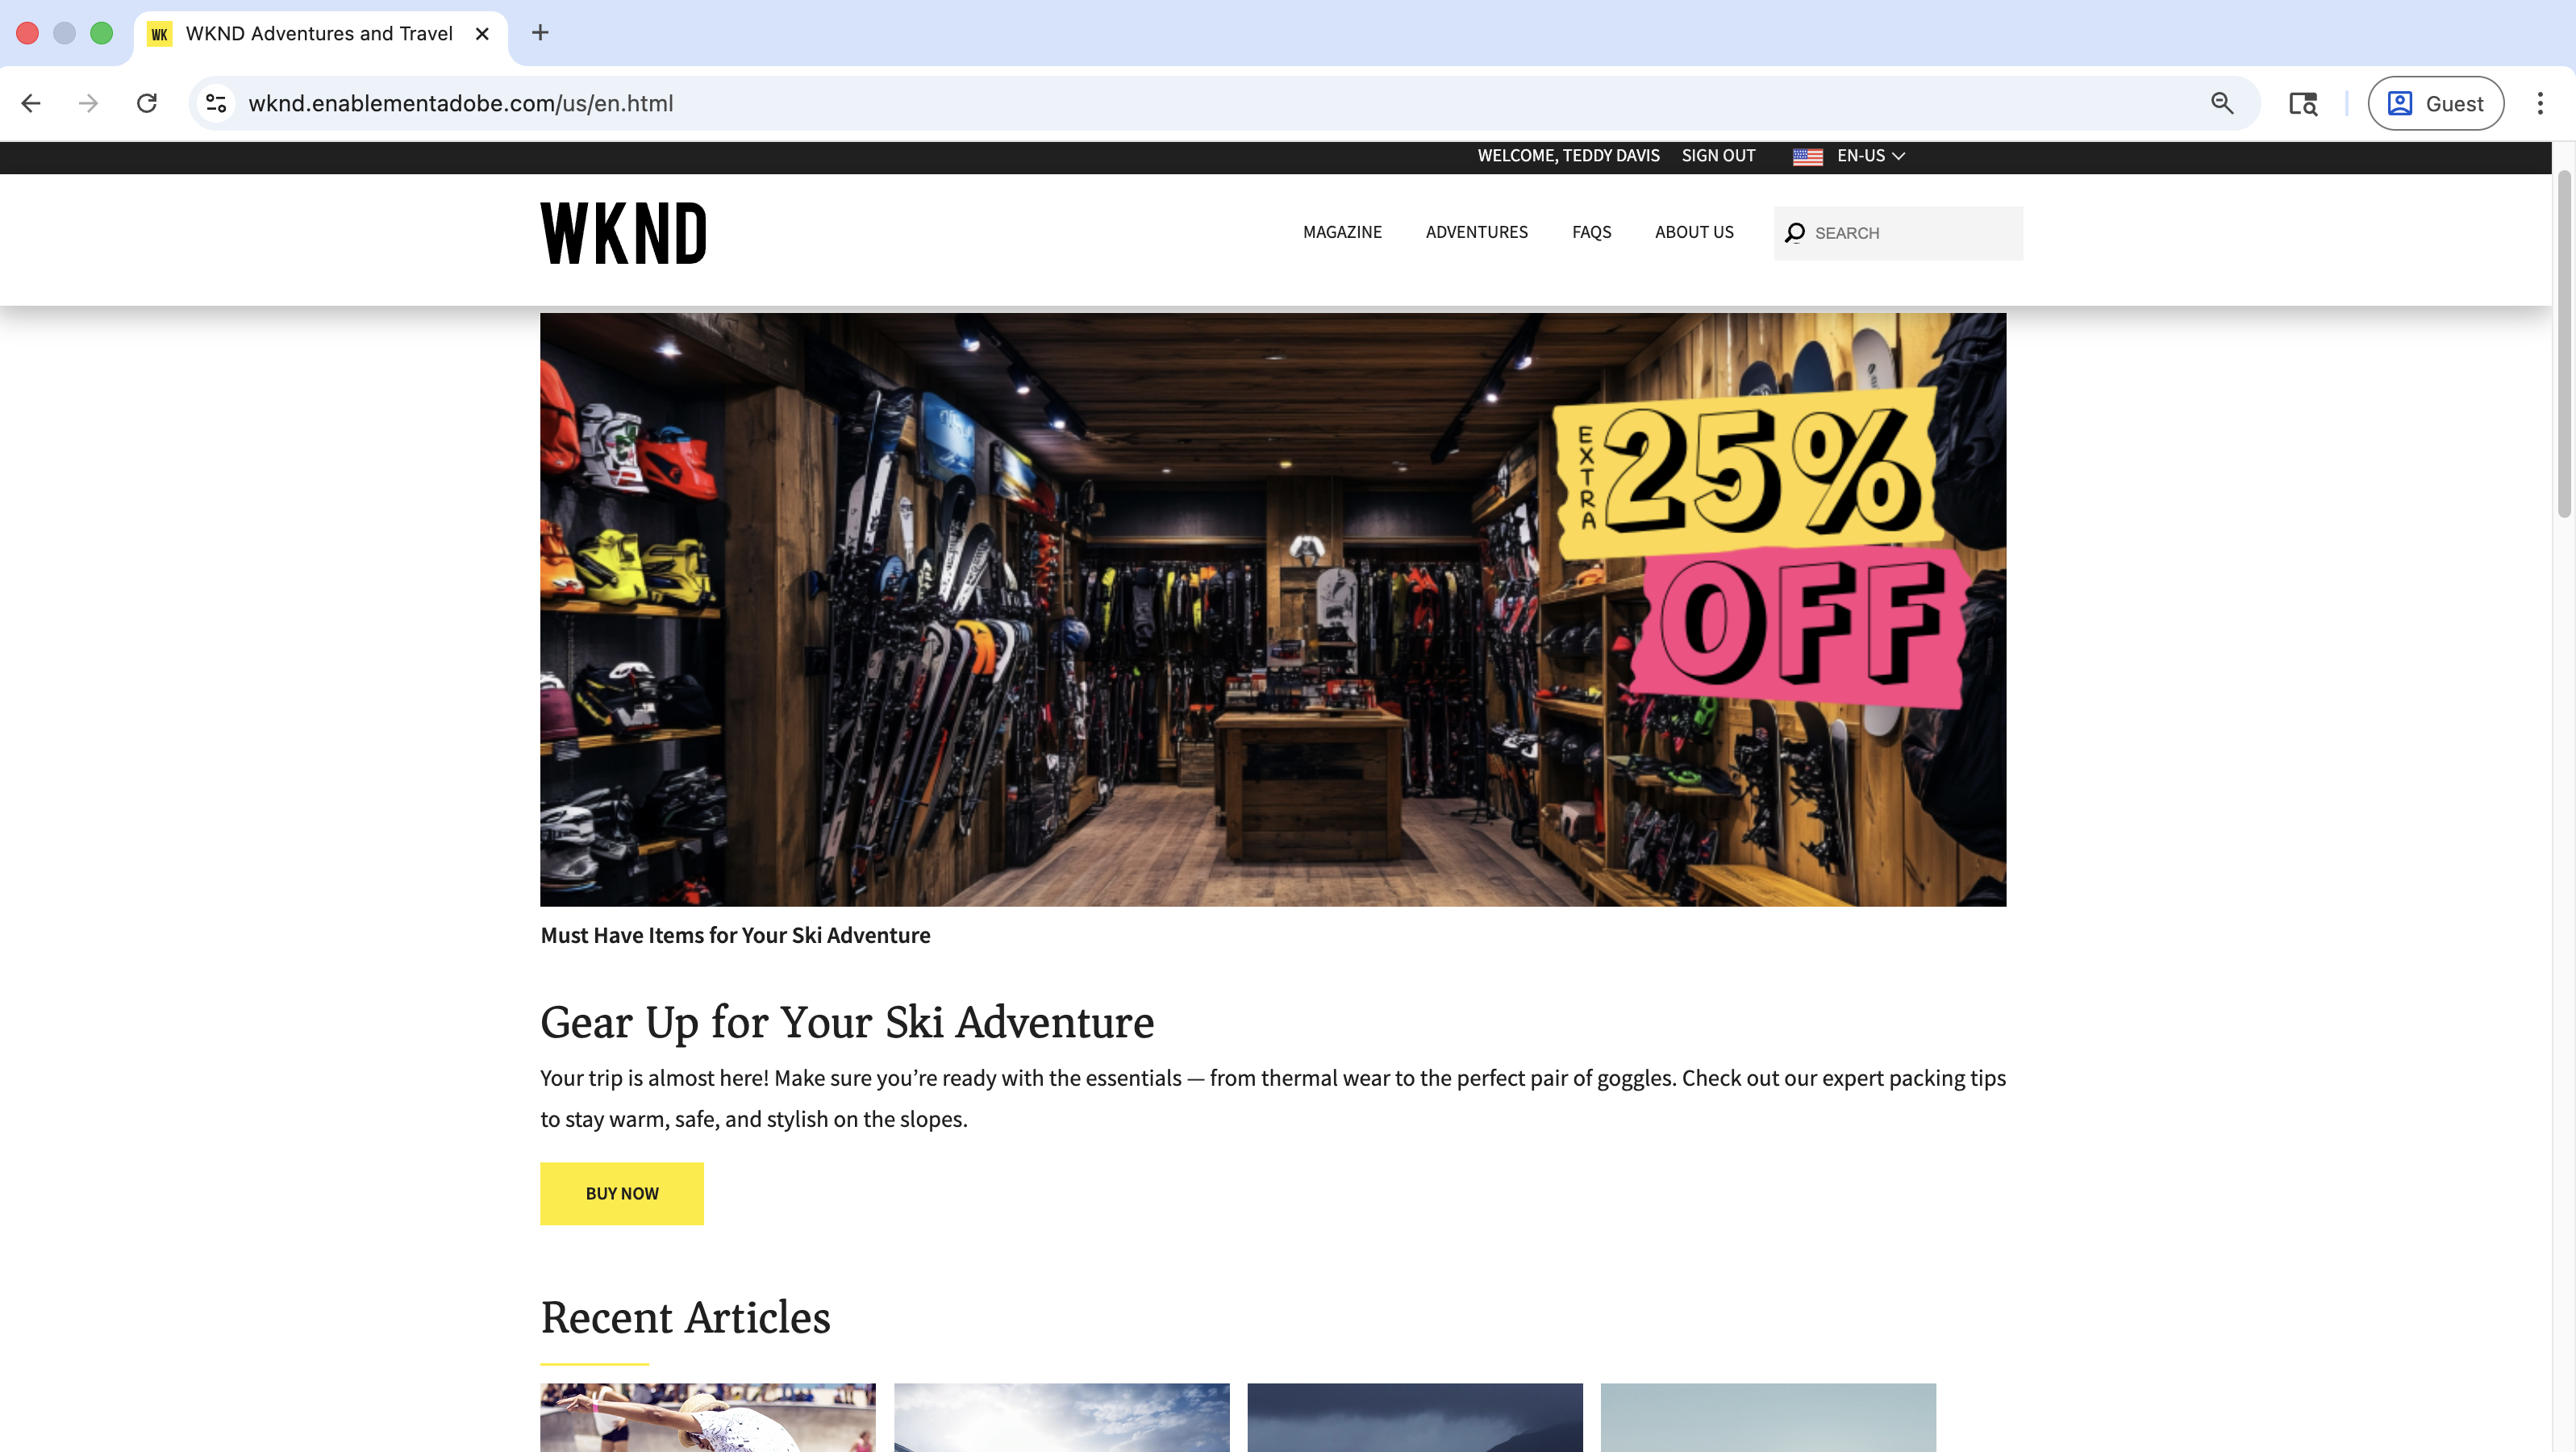 WK WKND Adventures and Travel
wknd.enablementadobe.com/us/en.html
Guest
WELCOME, TEDDY DAVIS SIGN OUT EN-US
WKND
MAGAZINE ADVENTURES FAQS ABOUT US SEARCH
EXTRA 25%
OFF
Must Have Items for Your Ski Adventure
Gear Up for Your Ski Adventure
Your trip is almost here! Make sure you’re ready with the essentials — from thermal wear to the perfect pair of goggles. Check out our expert packing tips
to stay warm, safe, and stylish on the slopes.
BUY NOW
Recent Articles